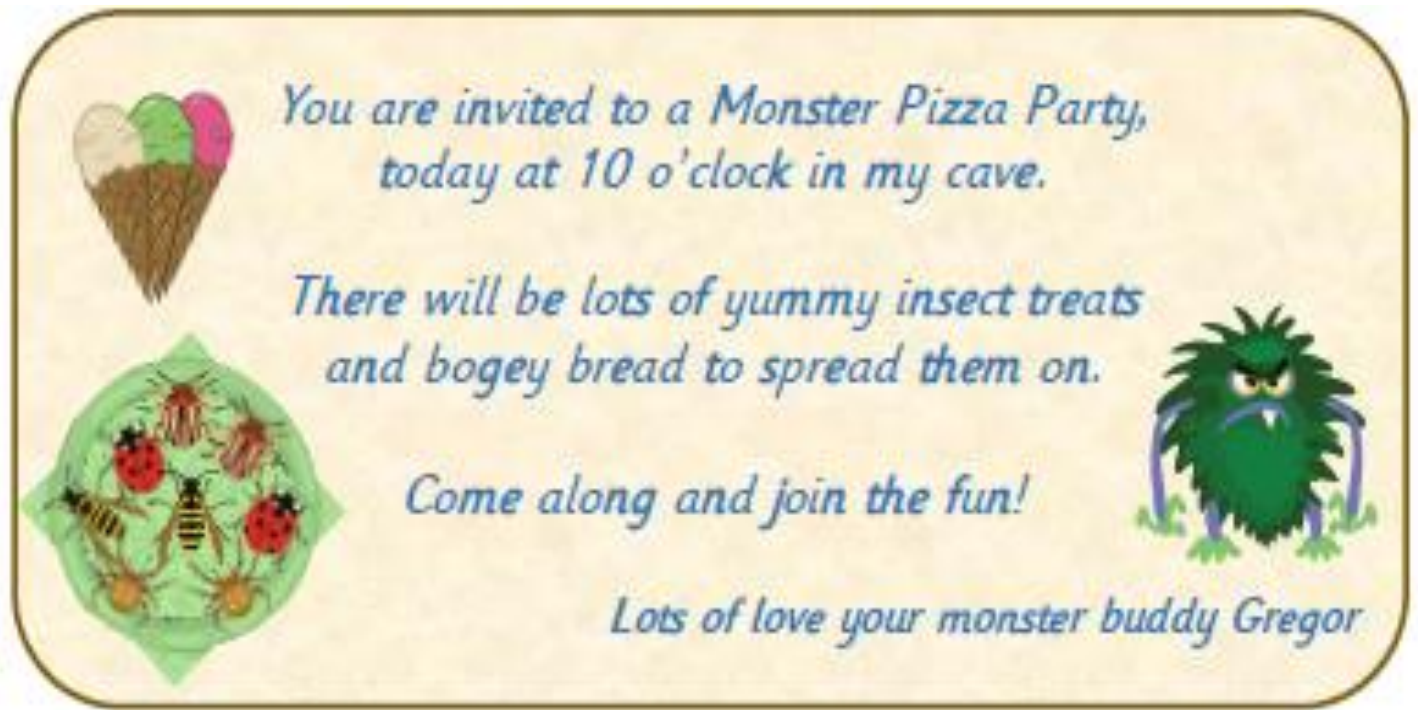 You are invited to a Monster Pizza Party,
today at 10 o'clock in my cave.
There will be lots of yummy insect treats
and bogey bread to spread them on.
Come along and join the fun!
Lots of love your monster buddy Gregor